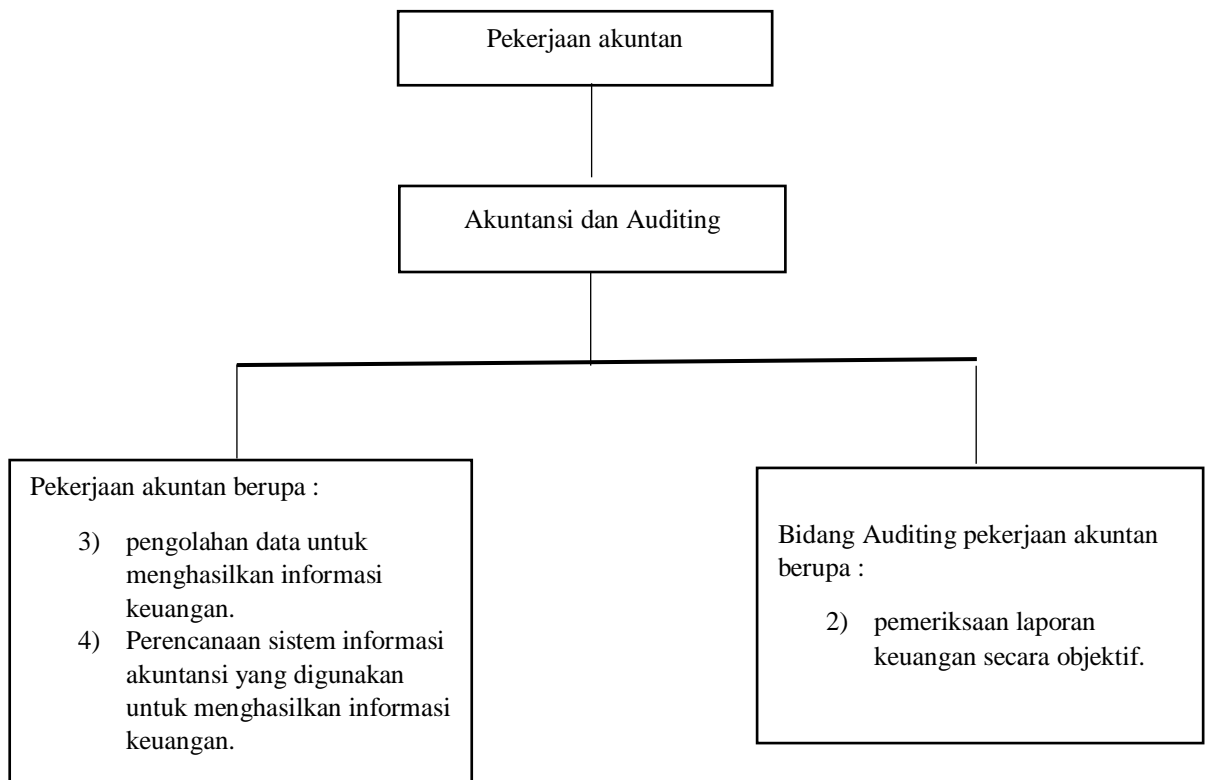 Pekerjaan akuntan
Akuntansi dan Auditing
Pekerjaan akuntan berupa :
3) pengolahan data untuk
menghasilkan informasi
keuangan.
4) Perencanaan sistem informasi
akuntansi yang digunakan
untuk menghasilkan informasi
keuangan.
Bidang Auditing pekerjaan akuntan
berupa :
2) pemeriksaan laporan
keuangan secara objektif.